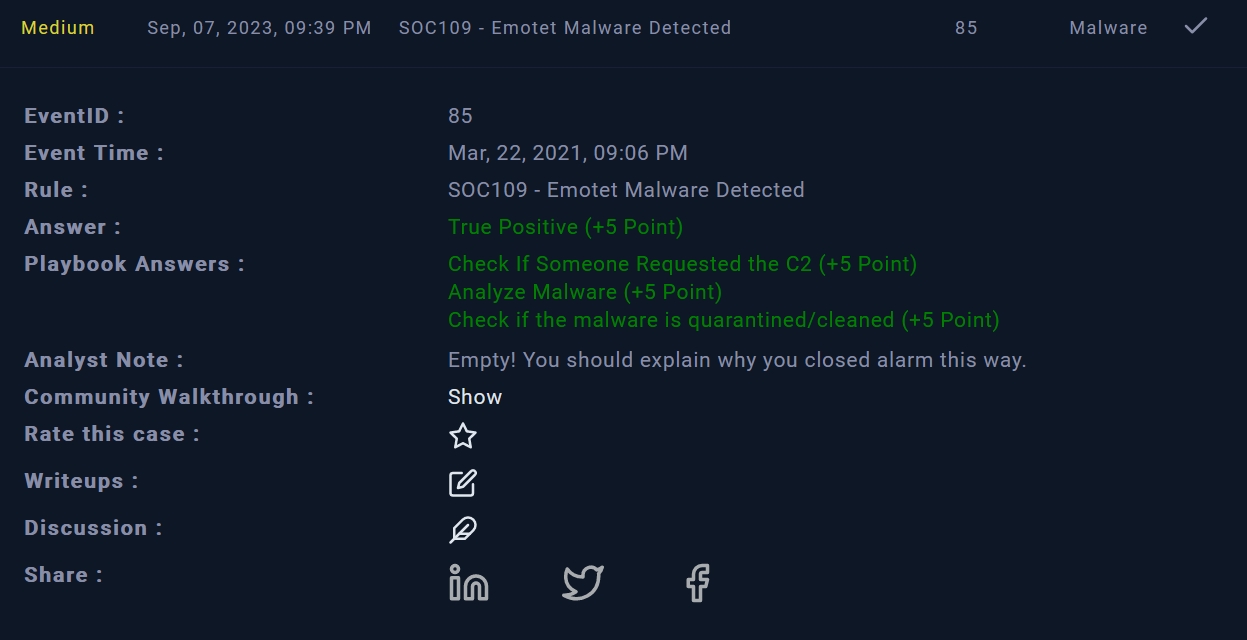 Medium Sep, 07, 2023, 09:39 PM SOC109 - Emotet Malware Detected 85 Malware
EventID : 85
Event Time : Mar, 22, 2021, 09:06 PM
Rule : SOC109 - Emotet Malware Detected
Answer : True Positive (+5 Point)
Playbook Answers : Check If Someone Requested the C2 (+5 Point)
Analyze Malware (+5 Point)
Check if the malware is quarantined/cleaned (+5 Point)
Analyst Note : Empty! You should explain why you closed alarm this way.
Community Walkthrough : Show
Rate this case :
Writeups :
Discussion :
Share :